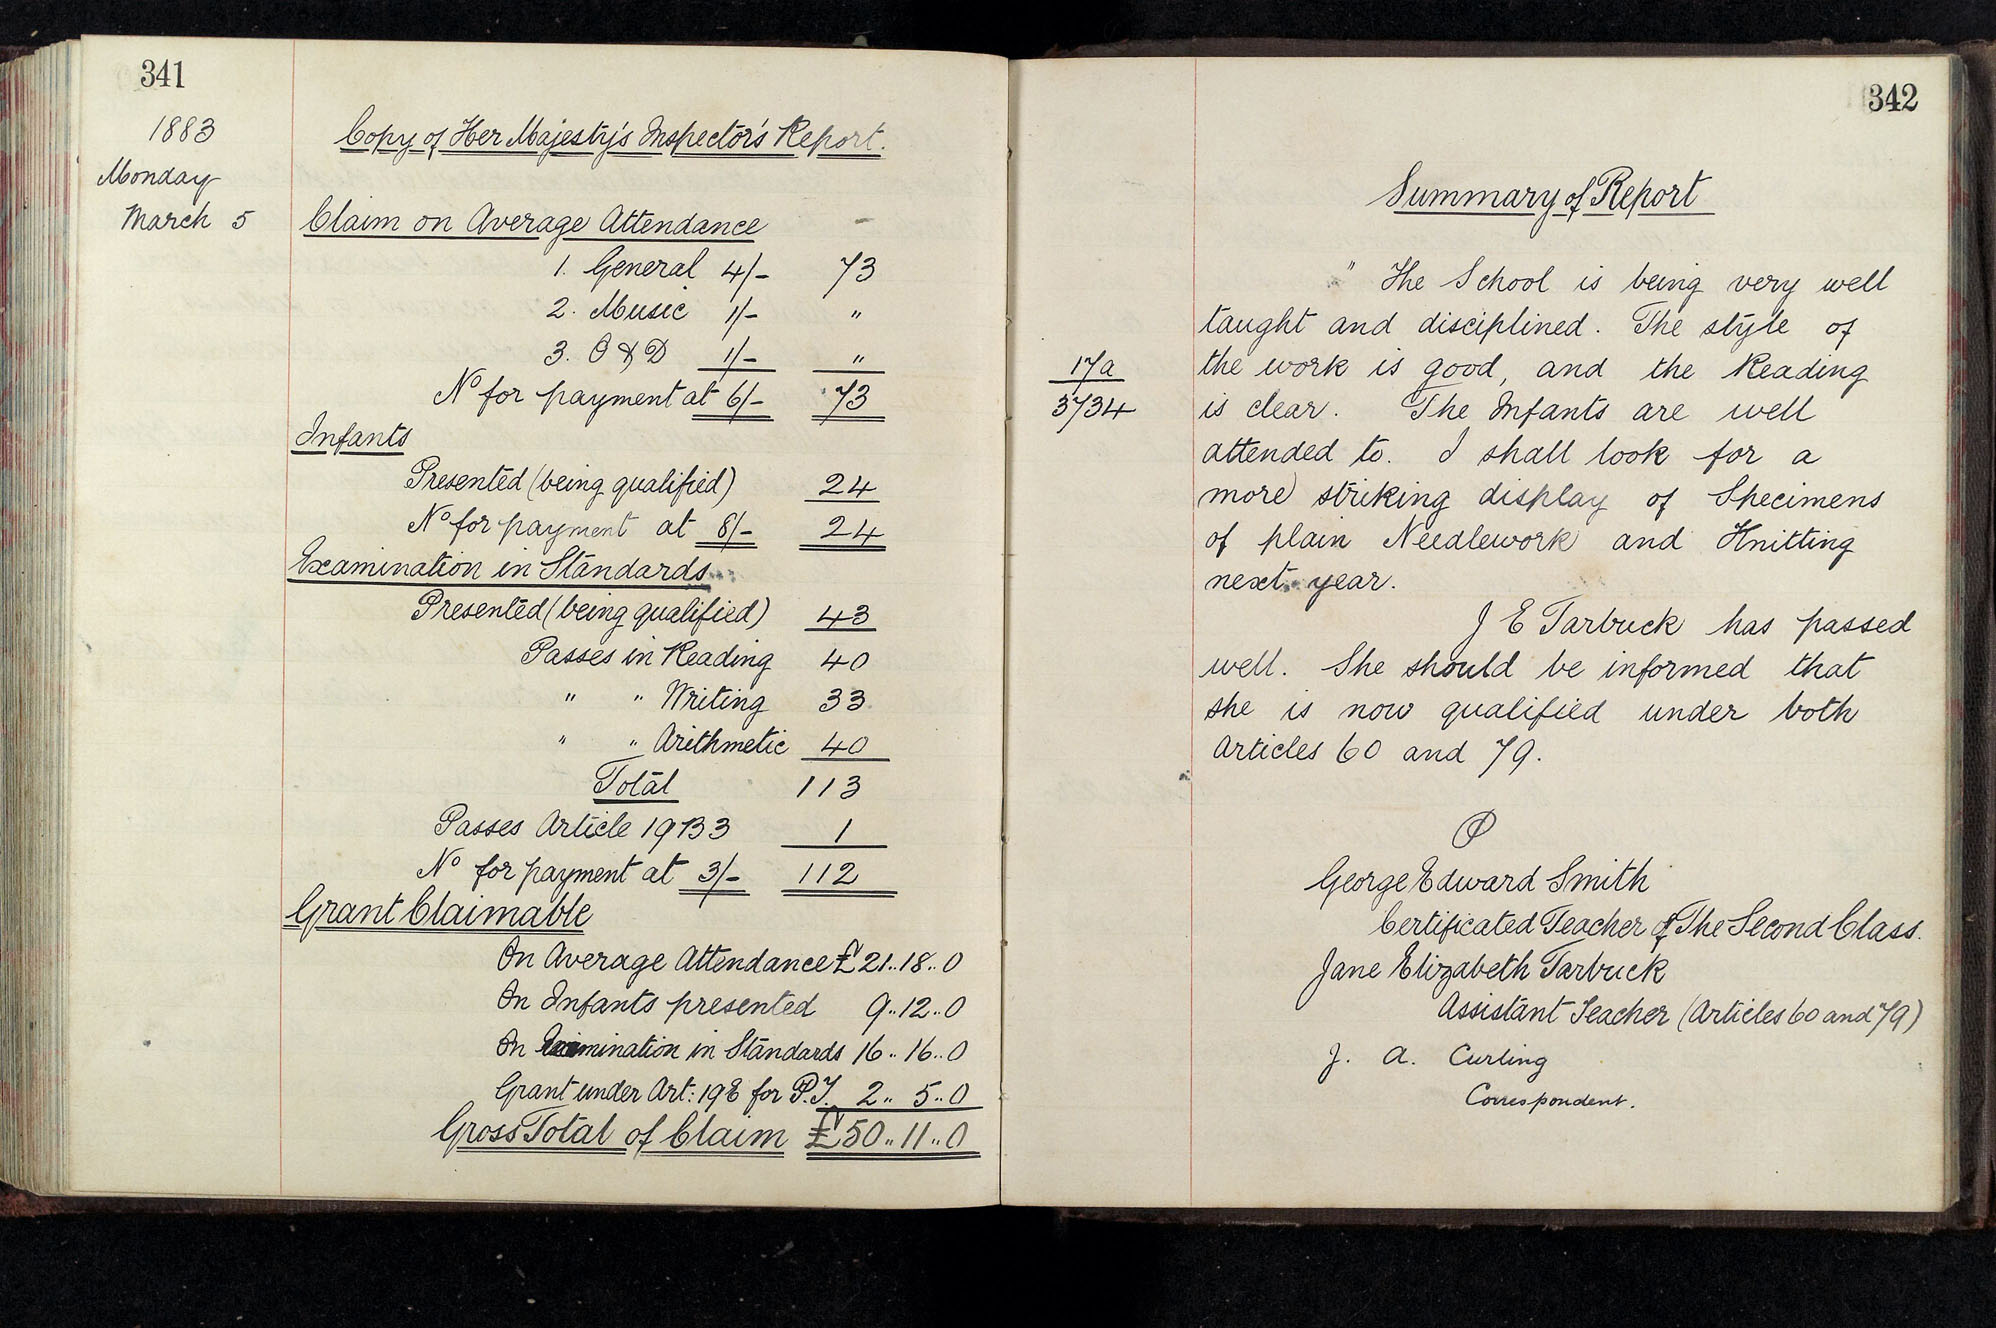 341
1883
Monday
March 5
Copy of Her Majesty's Inspector's Report.
Claim on Average Attendance
1. General 4/- 73
2. Music 1/- "
3. O & D 1/- "
No for payment at 6/- 73
Infants
Presented (being qualified) 24
No for payment at 8/- 24
Examination in Standards
Presented (being qualified) 43
Passes in Reading 40
" " Writing 33
" " Arithmetic 40
Total 113
Passes Article 19 B 3 1
No for payment at 3/- 112
Grant Claimable
On Average Attendance £21..18..0
On Infants presented 9..12..0
On Examination in Standards 16..16..0
Grant under Art: 19E for P.T. 2..5..0
Gross Total of Claim £50..11..0
342
Summary of Report
" The School is being very well
taught and disciplined. The style of
17a
the work is good, and the Reading
3734
is clear. The Infants are well
attended to. I shall look for a
more striking display of Specimens
of plain Needlework and Knitting
next year.
J E Tarbuck has passed
well. She should be informed that
she is now qualified under both
Articles 60 and 79.
George Edward Smith
Certificated Teacher of The Second Class.
Jane Elizabeth Tarbuck
Assistant Teacher (Articles 60 and 79)
J. A. Curling
Correspondent.